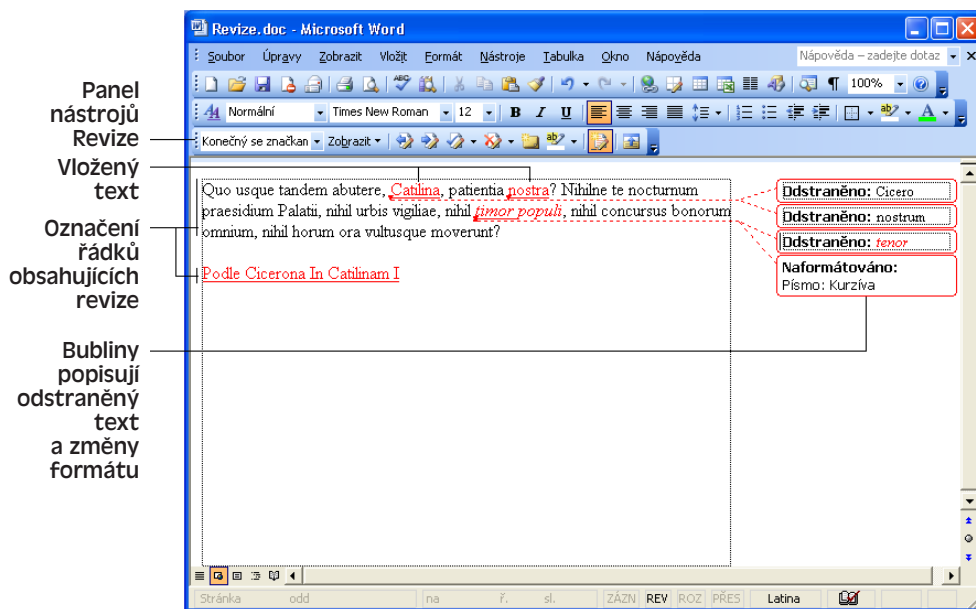 Revize.doc - Microsoft Word
Soubor Úpravy Zobrazit Vložit Formát Nástroje Tabulka Okno Nápověda Nápověda – zadejte dotaz
100%
Normální Times New Roman 12 B I U
Konečný se značkan Zobrazit
Panel
nástrojů
Revize
Vložený
text
Označení
řádků
obsahujících
revize
Bubliny
popisují
odstraněný
text
a změny
formátu
Quo usque tandem abutere, Catilina, patientia nostra? Nihilne te nocturnum
praesidium Palatii, nihil urbis vigiliae, nihil timor populi, nihil concursus bonorum
omnium, nihil horum ora vultusque moverunt?
Podle Cicerona In Catilinam I
Odstraněno: Cicero
Odstraněno: nostrum
Odstraněno: tenor
Naformátováno:
Písmo: Kurzíva
Stránka odd na ř. sl. ZÁZN REV ROZ PŘES Latina